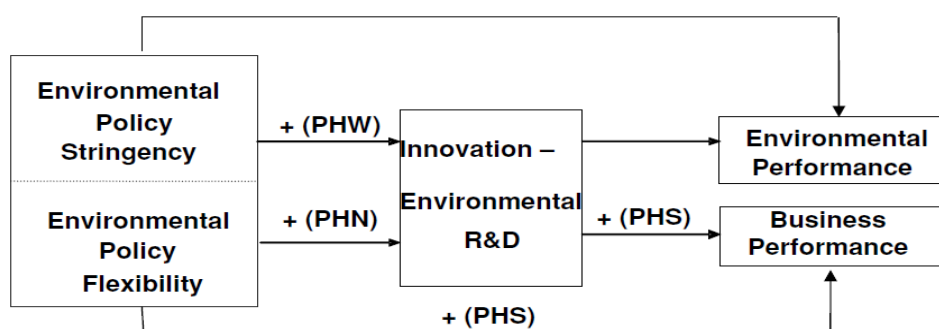 Environmental
Policy
Stringency
Environmental
Policy
Flexibility
+ (PHW)
+ (PHN)
Innovation –
Environmental
R&D
+ (PHS)
Environmental
Performance
Business
Performance
+ (PHS)